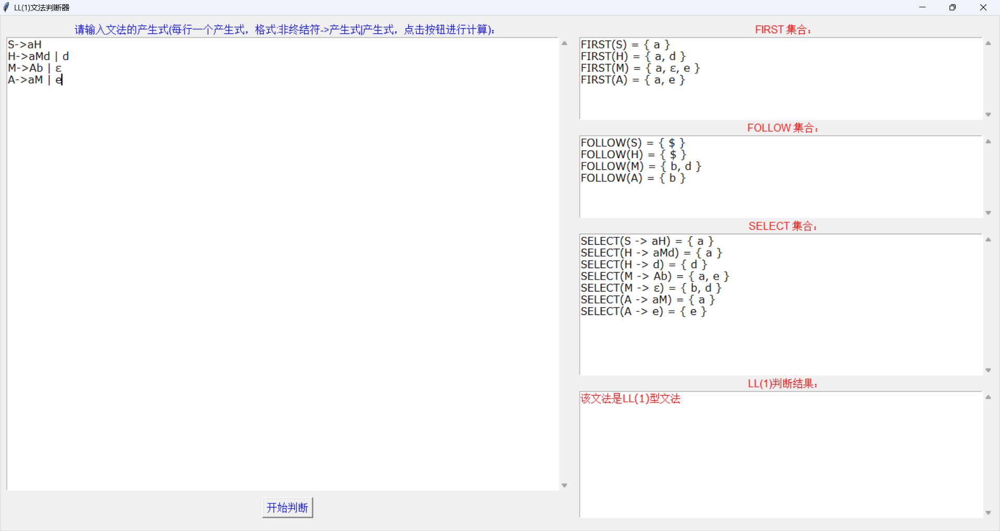 LL(1)文法判断器
请输入文法的产生式(每行一个产生式，格式:非终结符->产生式|产生式，点击按钮进行计算)：
S->aH
H->aMd | d
M->Ab | ε
A->aM | e
开始判断
FIRST 集合：
FIRST(S) = { a }
FIRST(H) = { a, d }
FIRST(M) = { a, ε, e }
FIRST(A) = { a, e }
FOLLOW 集合：
FOLLOW(S) = { $ }
FOLLOW(H) = { $ }
FOLLOW(M) = { b, d }
FOLLOW(A) = { b }
SELECT 集合：
SELECT(S -> aH) = { a }
SELECT(H -> aMd) = { a }
SELECT(H -> d) = { d }
SELECT(M -> Ab) = { a, e }
SELECT(M -> ε) = { b, d }
SELECT(A -> aM) = { a }
SELECT(A -> e) = { e }
LL(1)判断结果：
该文法是LL(1)型文法